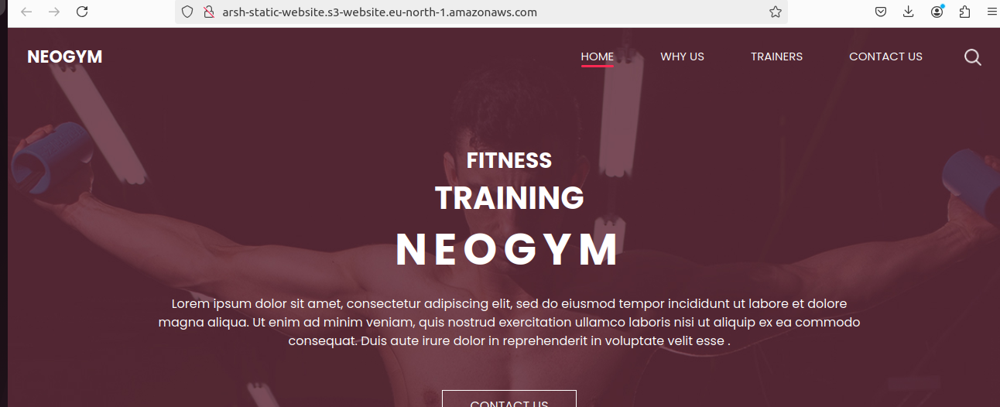 arsh-static-website.s3-website.eu-north-1.amazonaws.com
NEOGYM
HOME
WHY US
TRAINERS
CONTACT US
FITNESS
TRAINING
NEOGYM
Lorem ipsum dolor sit amet, consectetur adipiscing elit, sed do eiusmod tempor incididunt ut labore et dolore
magna aliqua. Ut enim ad minim veniam, quis nostrud exercitation ullamco laboris nisi ut aliquip ex ea commodo
consequat. Duis aute irure dolor in reprehenderit in voluptate velit esse .
CONTACT US